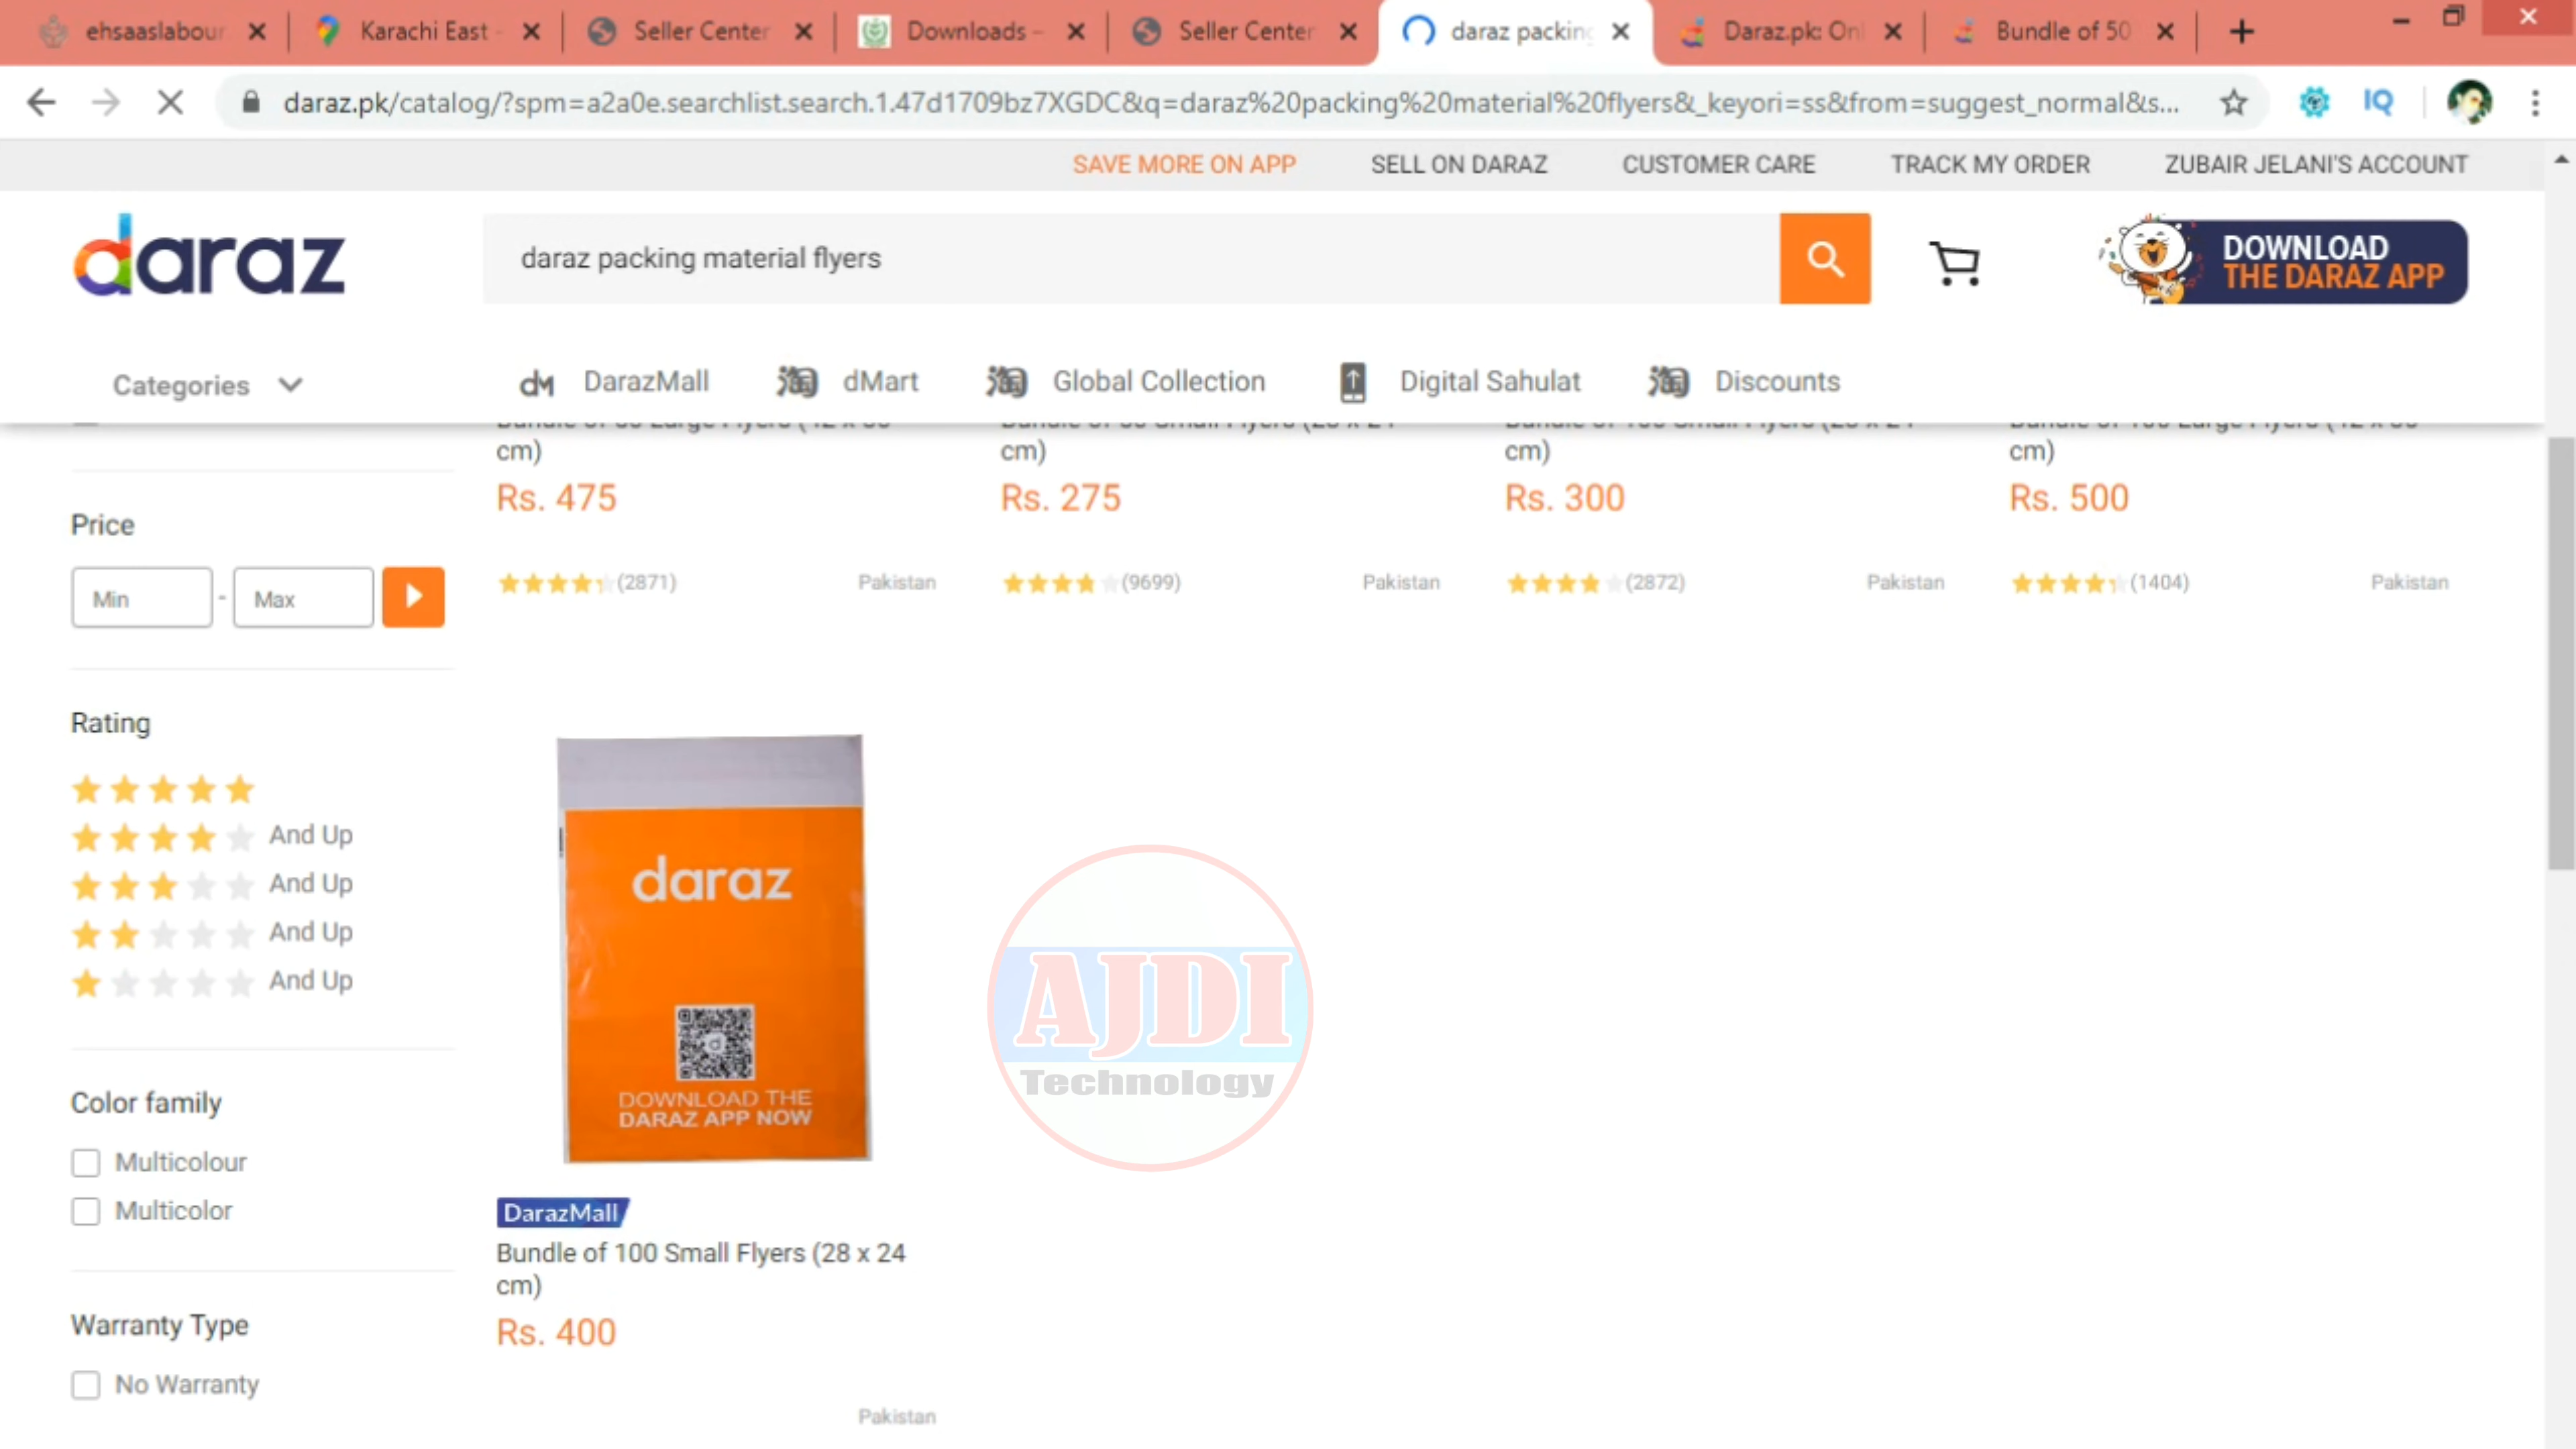 ehsaaslabour
Karachi East -
Seller Center
Downloads –
Seller Center
daraz packing
Daraz.pk: Onl
Bundle of 50
daraz.pk/catalog/?spm=a2a0e.searchlist.search.1.47d1709bz7XGDC&q=daraz%20packing%20material%20flyers&_keyori=ss&from=suggest_normal&s...
IQ
SAVE MORE ON APP
SELL ON DARAZ
CUSTOMER CARE
TRACK MY ORDER
ZUBAIR JELANI'S ACCOUNT
daraz
daraz packing material flyers
DOWNLOAD
THE DARAZ APP
Categories
DarazMall
dMart
Global Collection
Digital Sahulat
Discounts
cm)
Rs. 475
(2871)
Pakistan
cm)
Rs. 275
(9699)
Pakistan
cm)
Rs. 300
(2872)
Pakistan
cm)
Rs. 500
(1404)
Pakistan
Price
Min - Max
Rating
And Up
And Up
And Up
And Up
Color family
Multicolour
Multicolor
Warranty Type
No Warranty
daraz
DOWNLOAD THE
DARAZ APP NOW
DarazMall
Bundle of 100 Small Flyers (28 x 24
cm)
Rs. 400
Pakistan
AJDI
Technology